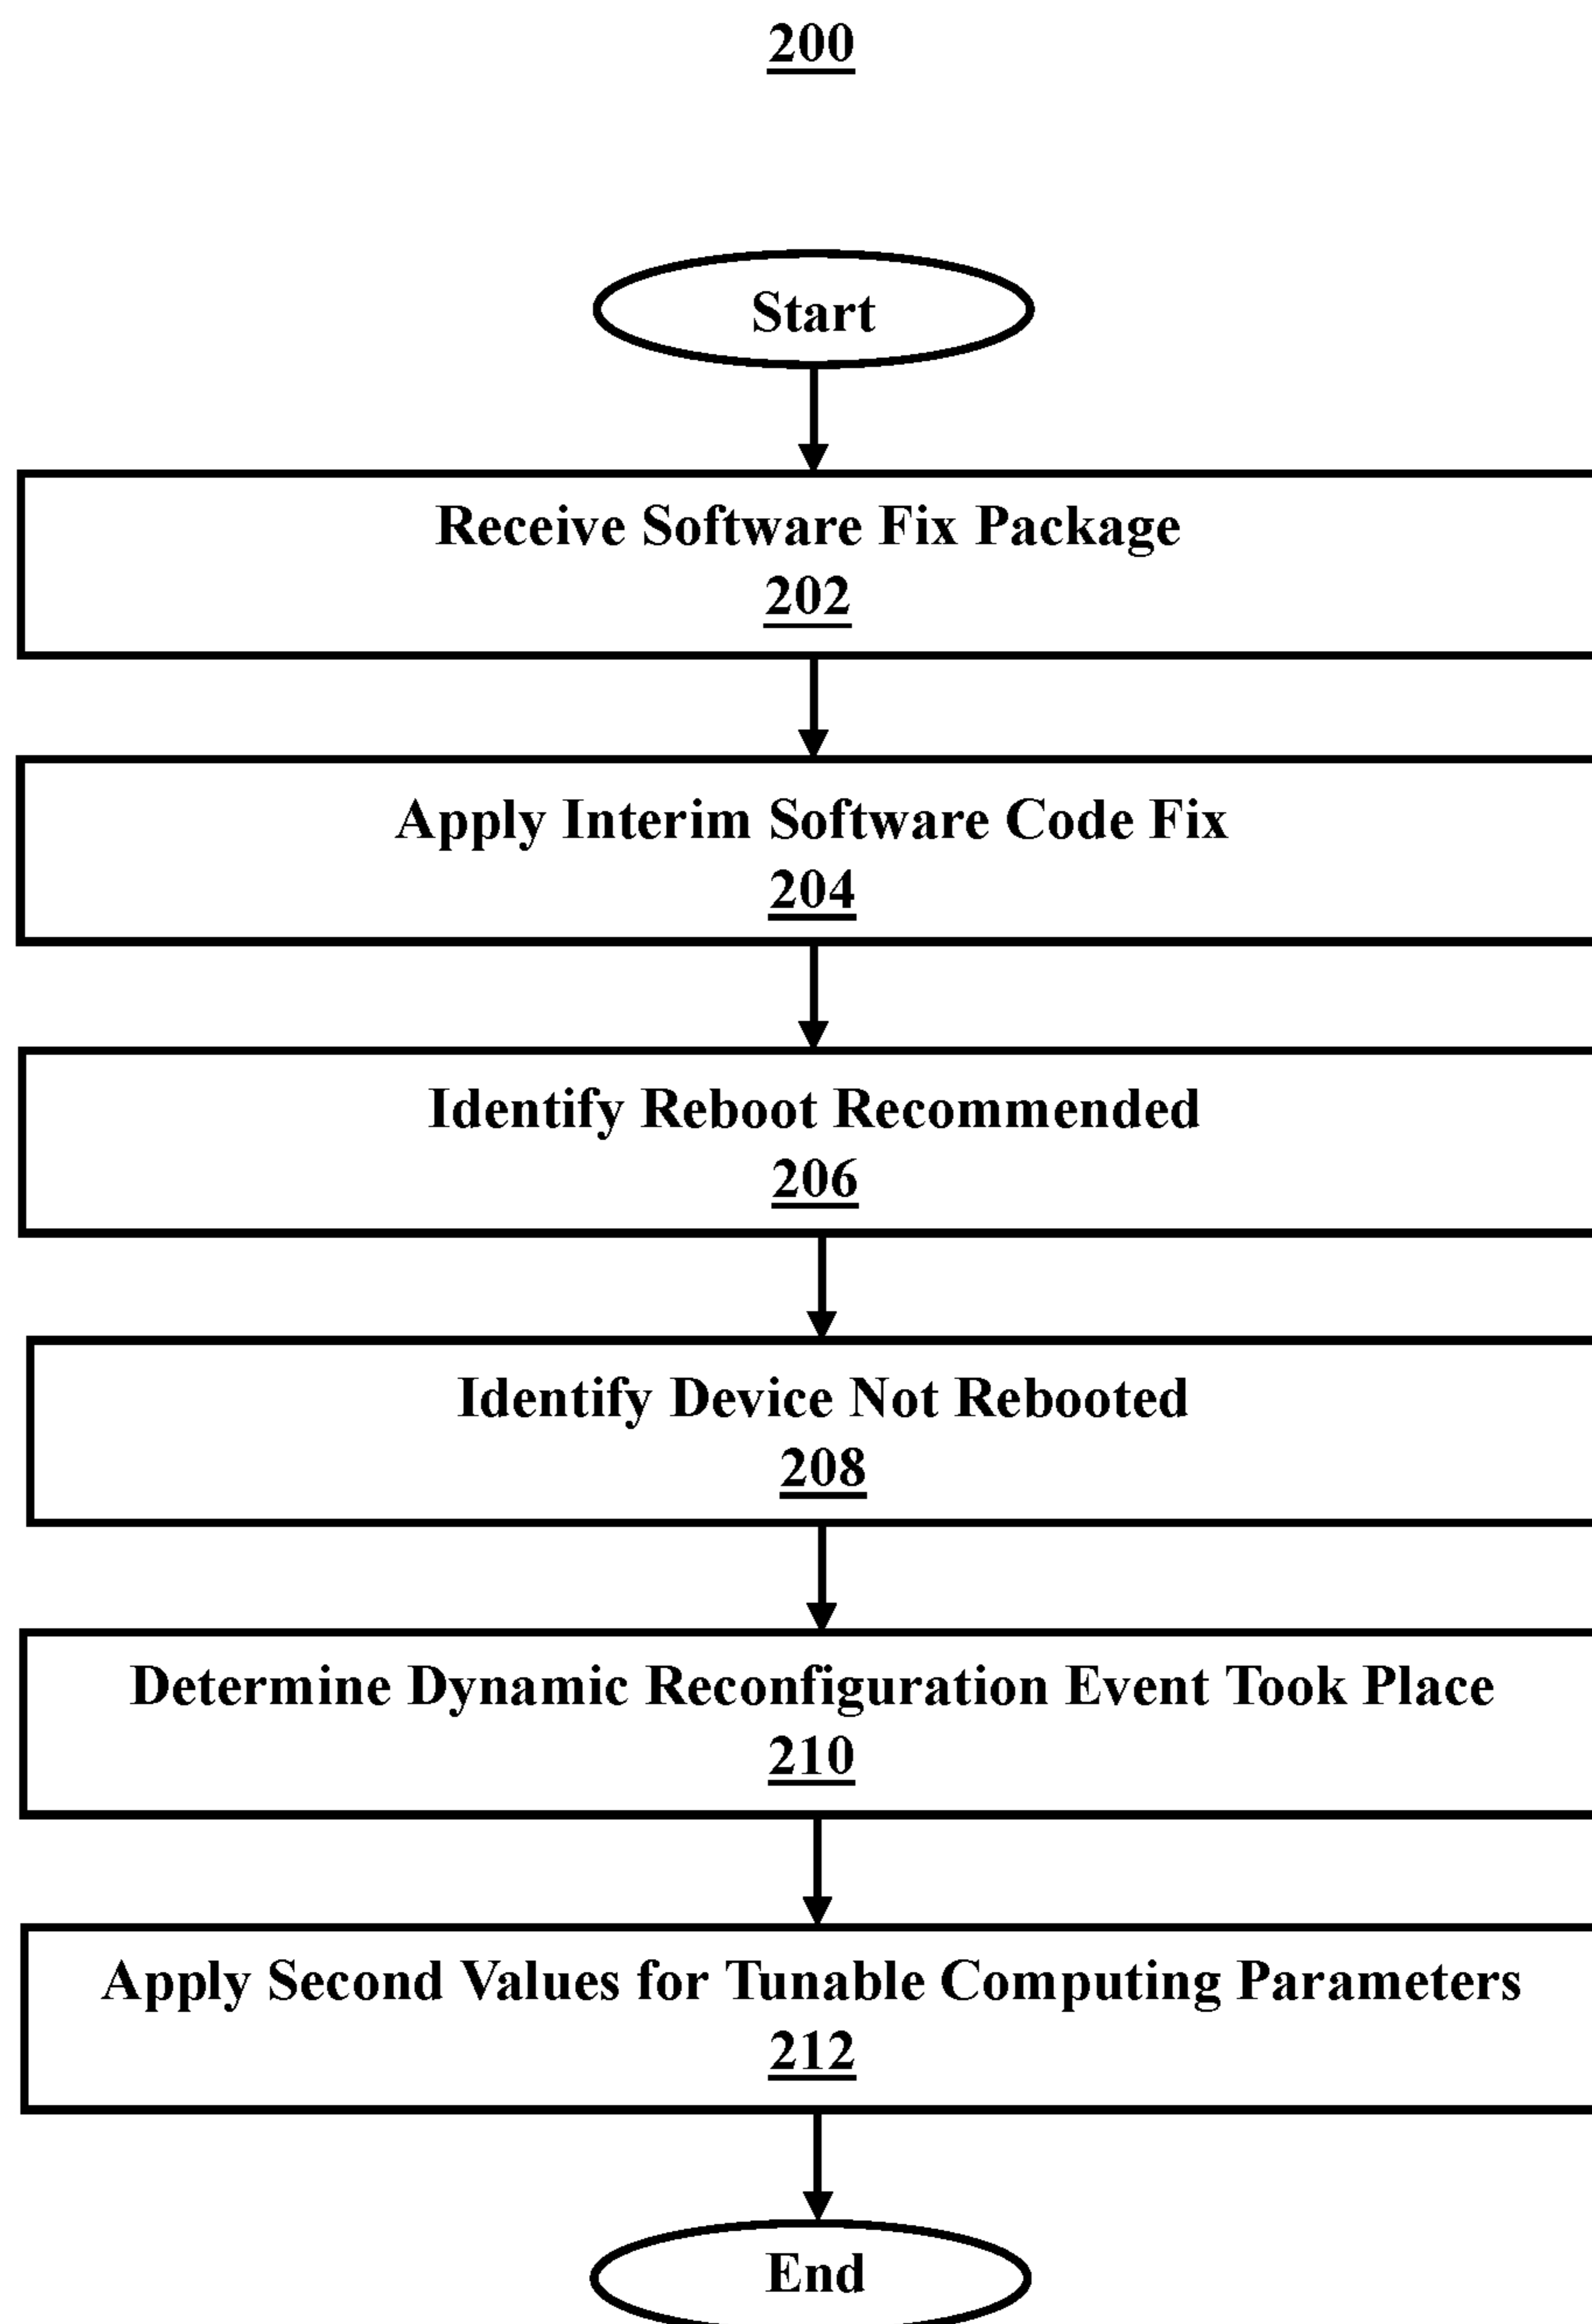 200
Start
Receive Software Fix Package
202
Apply Interim Software Code Fix
204
Identify Reboot Recommended
206
Identify Device Not Rebooted
208
Determine Dynamic Reconfiguration Event Took Place
210
Apply Second Values for Tunable Computing Parameters
212
End